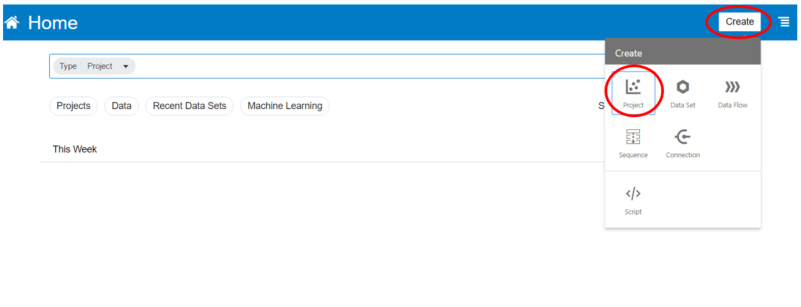 Home
Create
Create
Type Project
Project
Data Set
Data Flow
Projects
Data
Recent Data Sets
Machine Learning
S
This Week
Sequence
Connection
Script